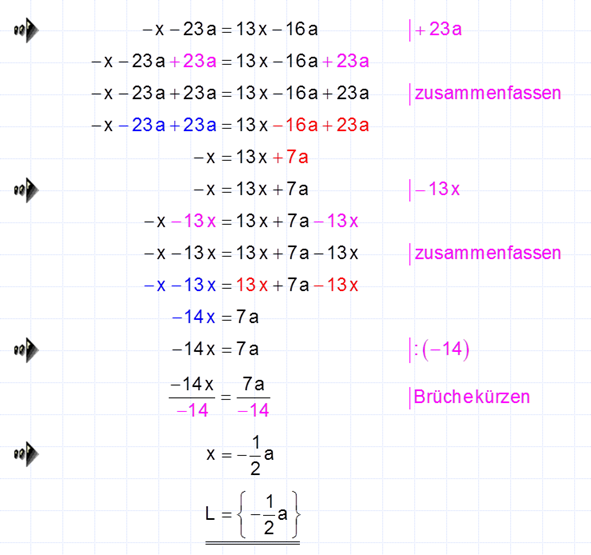 −x − 23a = 13x − 16a |+ 23a
−x − 23a + 23a = 13x − 16a + 23a
−x − 23a + 23a = 13x − 16a + 23a |zusammenfassen
−x − 23a + 23a = 13x − 16a + 23a
−x = 13x + 7a
−x = 13x + 7a |− 13x
−x − 13x = 13x + 7a − 13x
−x − 13x = 13x + 7a − 13x |zusammenfassen
−x − 13x = 13x + 7a − 13x
−14x = 7a
−14x = 7a |:(−14)
−14x/−14 = 7a/−14 |Brüchekürzen
x = −1/2a
L = {−1/2a}